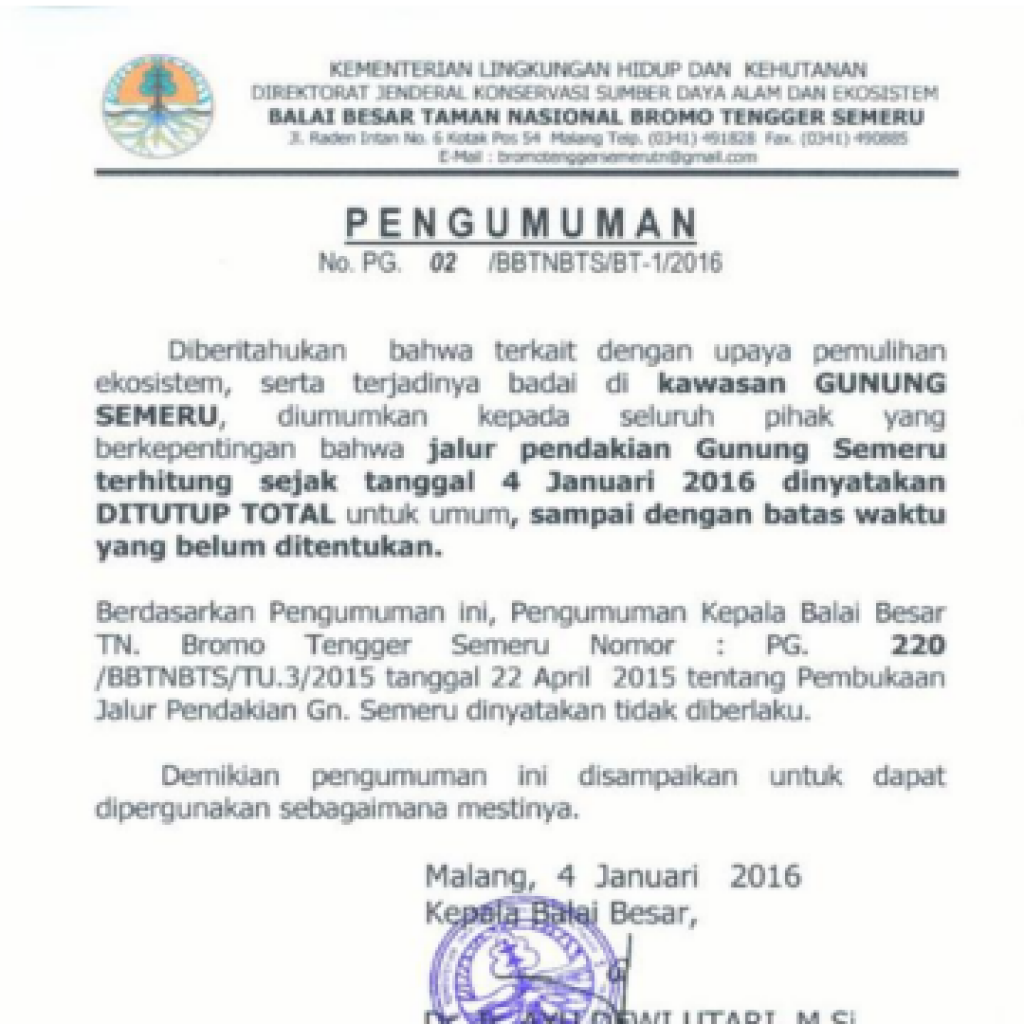 KEMENTERIAN LINGKUNGAN HIDUP DAN KEHUTANAN
DIREKTORAT JENDERAL KONSERVASI SUMBER DAYA ALAM DAN EKOSISTEM
BALAI BESAR TAMAN NASIONAL BROMO TENGGER SEMERU
Jl. Raden Intan No. 6 Kotak Pos 54 Malang Telp. (0341) 491828 Fax. (0341) 490885
E-Mail : bromotenggersemerutn@gmail.com
PENGUMUMAN
No. PG. 02 /BBTNBTS/BT-1/2016
Diberitahukan bahwa terkait dengan upaya pemulihan
ekosistem, serta terjadinya badai di kawasan GUNUNG
SEMERU, diumumkan kepada seluruh pihak yang
berkepentingan bahwa jalur pendakian Gunung Semeru
terhitung sejak tanggal 4 Januari 2016 dinyatakan
DITUTUP TOTAL untuk umum, sampai dengan batas waktu
yang belum ditentukan.
Berdasarkan Pengumuman ini, Pengumuman Kepala Balai Besar
TN. Bromo Tengger Semeru Nomor : PG. 220
/BBTNBTS/TU.3/2015 tanggal 22 April 2015 tentang Pembukaan
Jalur Pendakian Gn. Semeru dinyatakan tidak diberlaku.
Demikian pengumuman ini disampaikan untuk dapat
dipergunakan sebagaimana mestinya.
Malang, 4 Januari 2016
Kepala Balai Besar,
AYU DEWI UTARI, M.Si